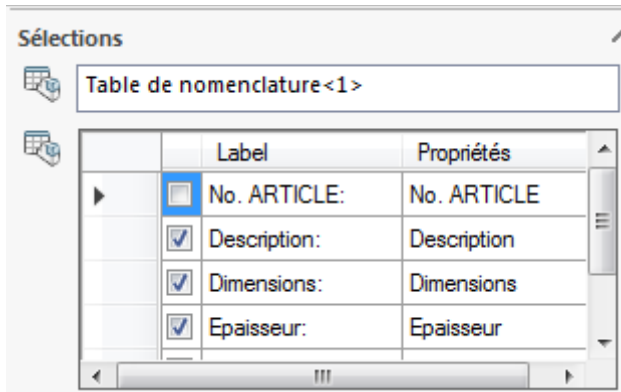 Sélections
Table de nomenclature<1>
Label Propriétés
No. ARTICLE: No. ARTICLE
Description: Description
Dimensions: Dimensions
Epaisseur: Epaisseur